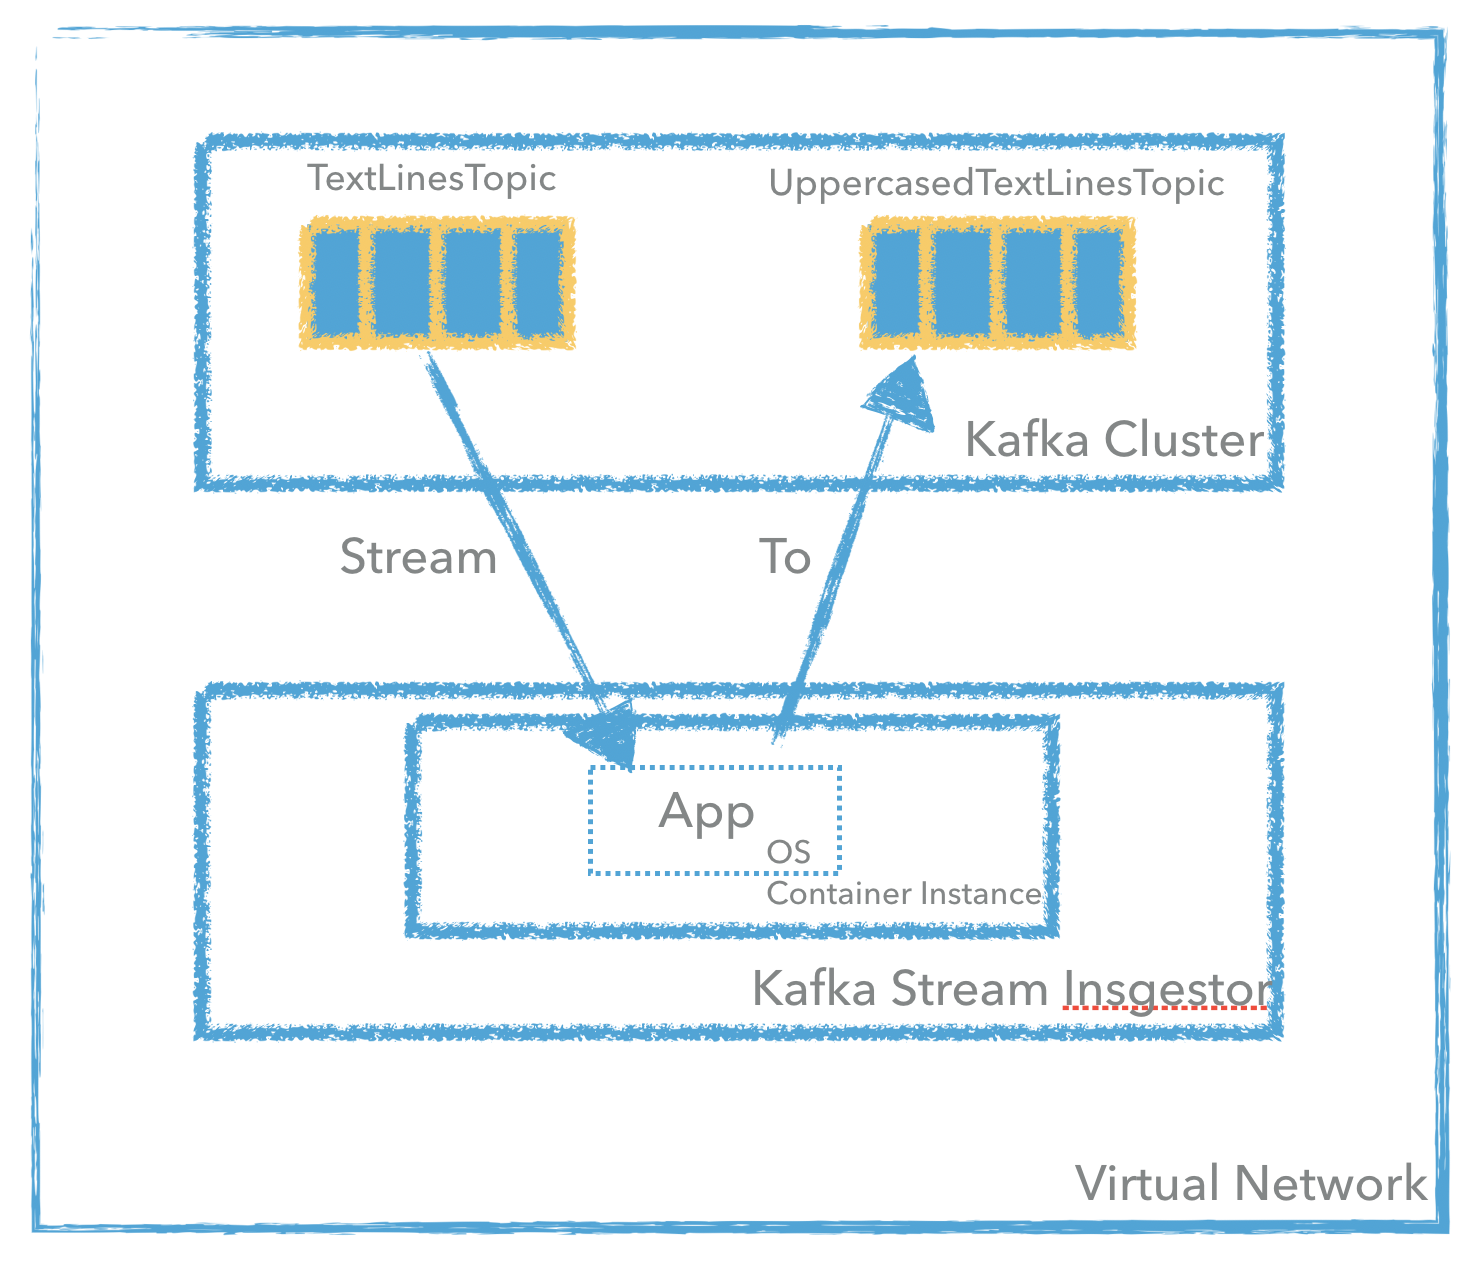 TextLinesTopic
UppercasedTextLinesTopic
Kafka Cluster
Stream
To
App
OS
Container Instance
Kafka Stream Insgestor
Virtual Network